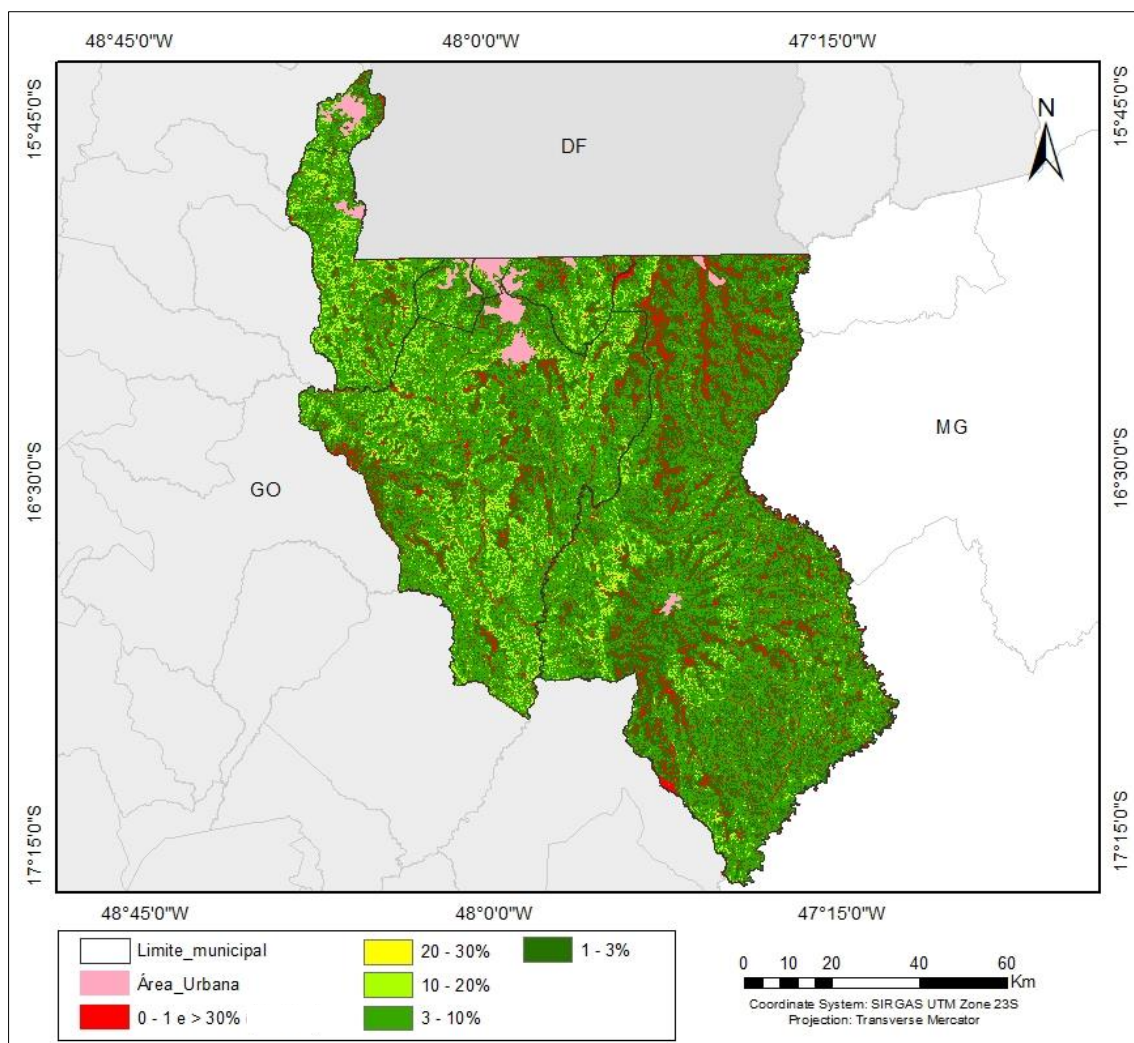 48°45'0"W 48°0'0"W 47°15'0"W
15°45'0"S
15°45'0"S
N
DF
MG
16°30'0"S
16°30'0"S
GO
17°15'0"S
17°15'0"S
48°45'0"W 48°0'0"W 47°15'0"W
Limite_municipal 20 - 30% 1 - 3%
Área_Urbana 10 - 20%
0 - 1 e > 30% 3 - 10%
0 10 20 40 60
Km
Coordinate System: SIRGAS UTM Zone 23S
Projection: Transverse Mercator